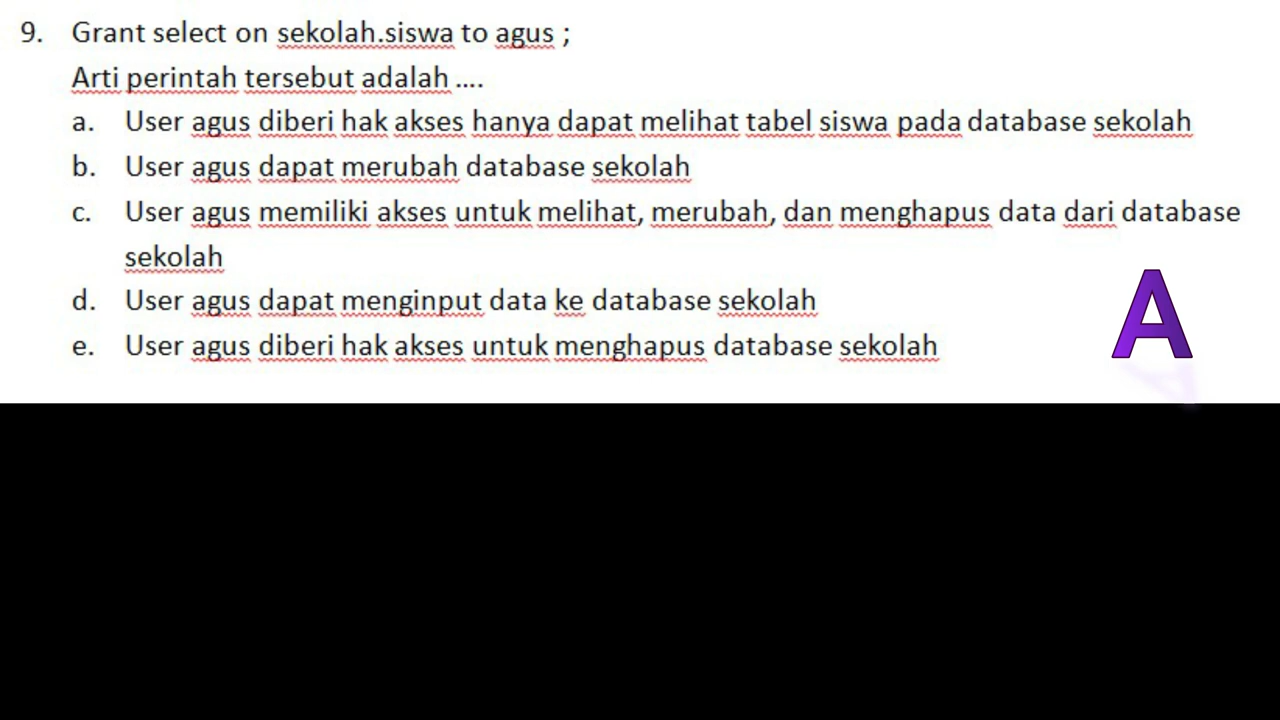 9. Grant select on sekolah.siswa to agus ;
Arti perintah tersebut adalah ....
a. User agus diberi hak akses hanya dapat melihat tabel siswa pada database sekolah
b. User agus dapat merubah database sekolah
c. User agus memiliki akses untuk melihat, merubah, dan menghapus data dari database
sekolah
d. User agus dapat menginput data ke database sekolah
e. User agus diberi hak akses untuk menghapus database sekolah
A